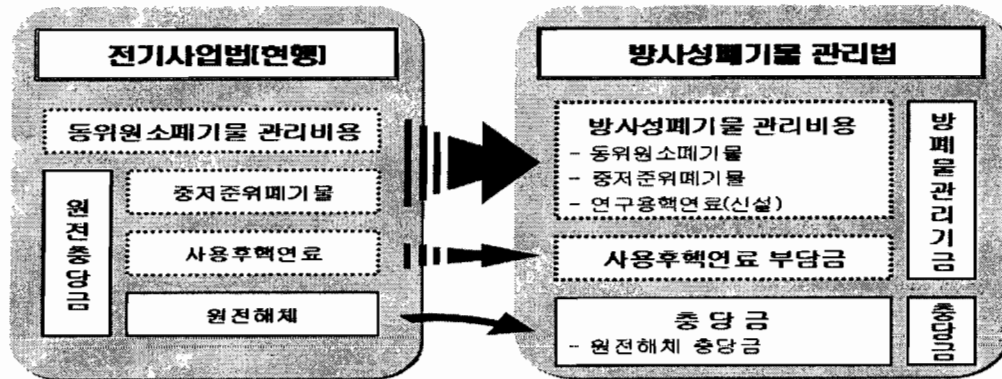 전기사업법[현행]
동위원소폐기물 관리비용
원전충당금
중저준위폐기물
사용후핵연료
원전해체
방사성폐기물 관리법
방사성폐기물 관리비용
- 동위원소폐기물
- 중저준위폐기물
- 연구용핵연료(신설)
방폐물관리기금
사용후핵연료 부담금
충 당 금
- 원전해체 충당금
충당금